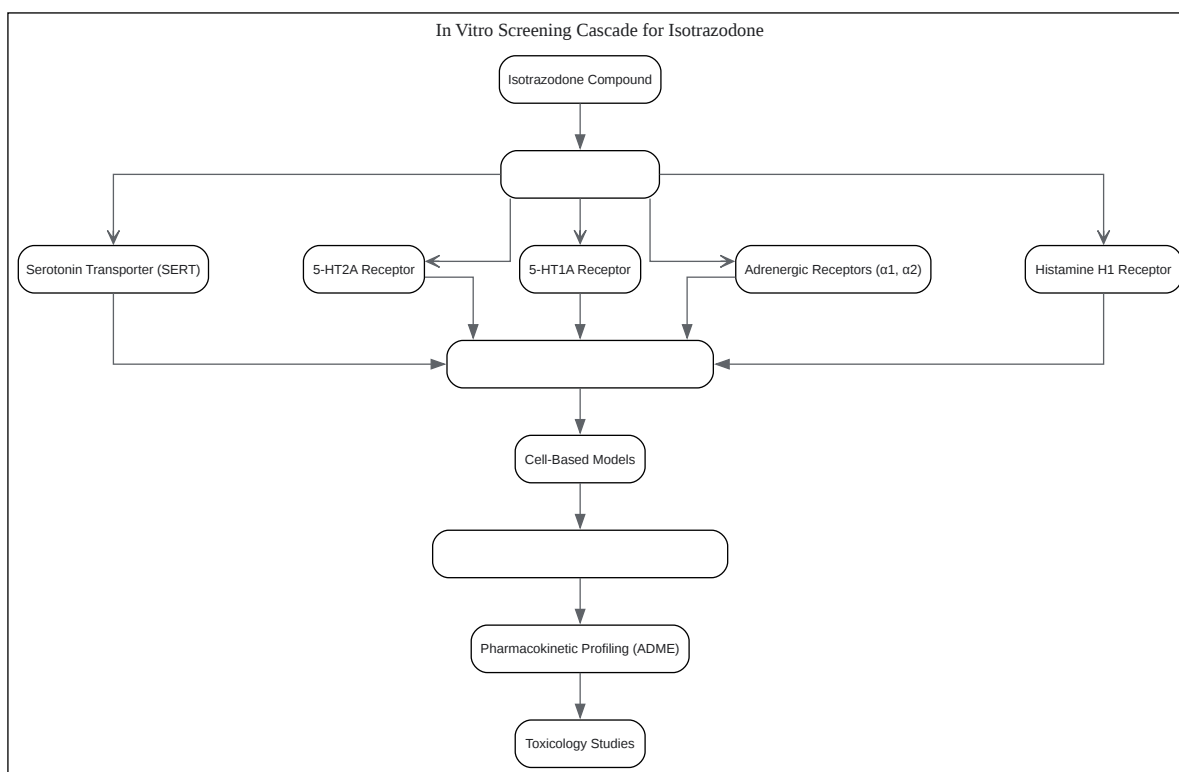 In Vitro Screening Cascade for Isotrazodone
Isotrazodone Compound
Serotonin Transporter (SERT)
5-HT2A Receptor
5-HT1A Receptor
Adrenergic Receptors (α1, α2)
Histamine H1 Receptor
Cell-Based Models
Pharmacokinetic Profiling (ADME)
Toxicology Studies